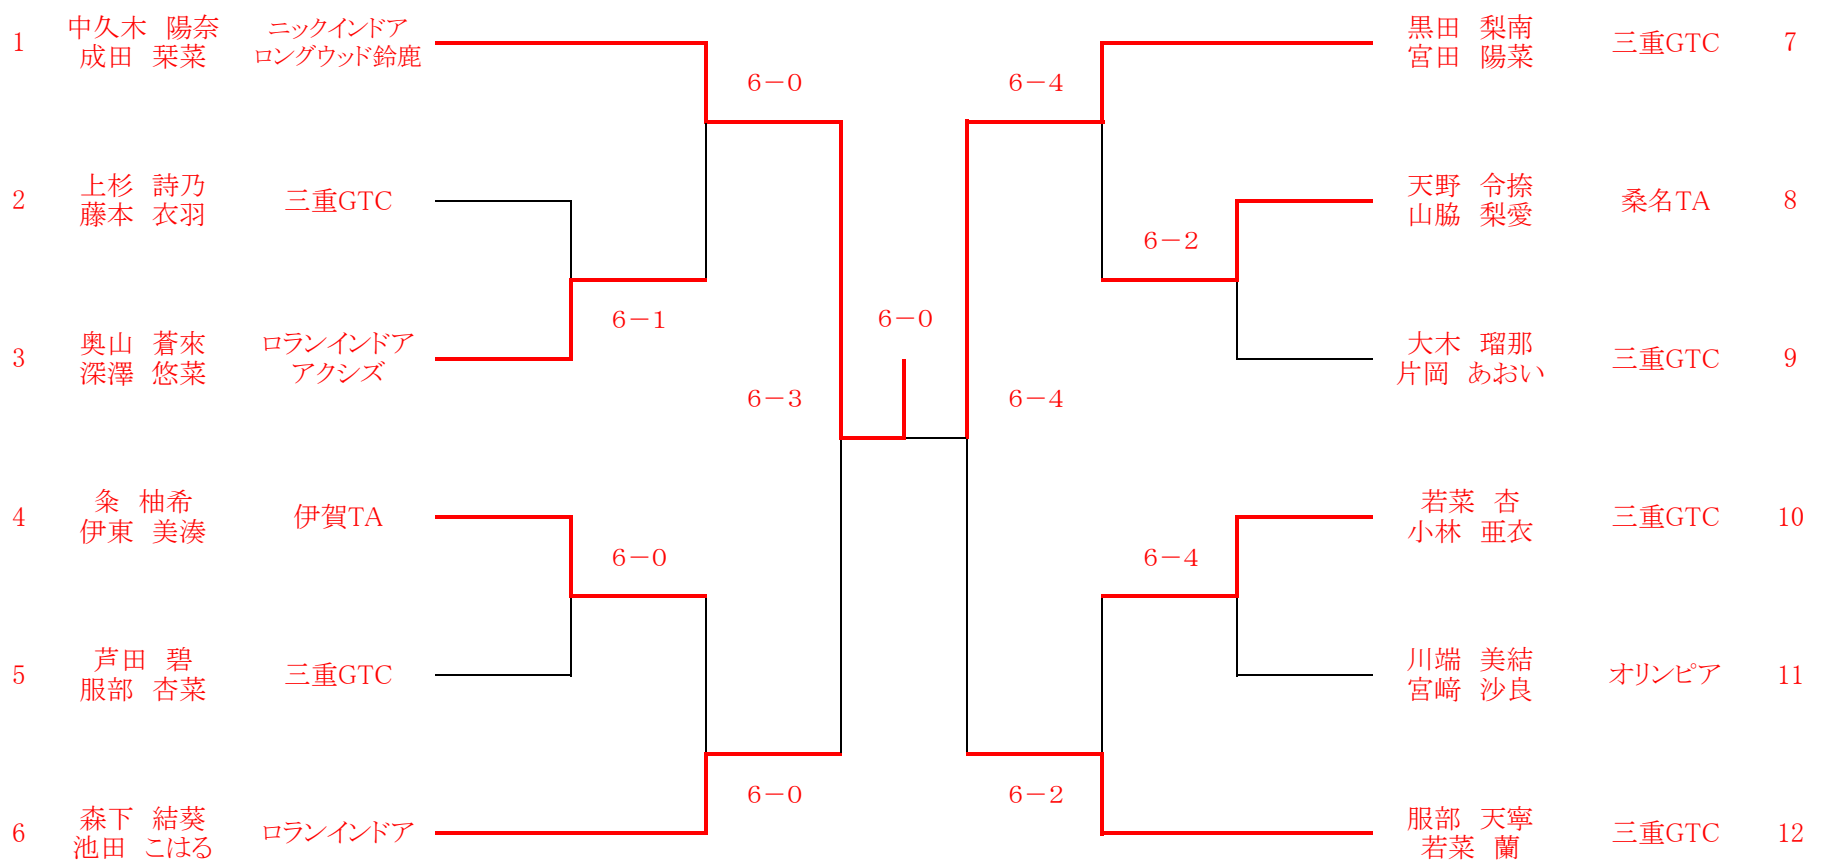 1 中久木 陽奈 ニックインドア
成田 栞菜 ロングウッド鈴鹿
2 上杉 詩乃 三重GTC
藤本 衣羽
3 奥山 蒼來 ロランインドア
深澤 悠菜 アクシズ
4 粂 柚希 伊賀TA
伊東 美湊
5 芦田 碧 三重GTC
服部 杏菜
6 森下 結葵 ロランインドア
池田 こはる
6-0
6-1
6-3
6-0
6-0
6-0
6-4
6-2
6-4
6-4
6-2
黒田 梨南 三重GTC 7
宮田 陽菜
天野 令捺 桑名TA 8
山脇 梨愛
大木 瑠那 三重GTC 9
片岡 あおい
若菜 杏 三重GTC 10
小林 亜衣
川端 美結 オリンピア 11
宮﨑 沙良
服部 天寧 三重GTC 12
若菜 蘭